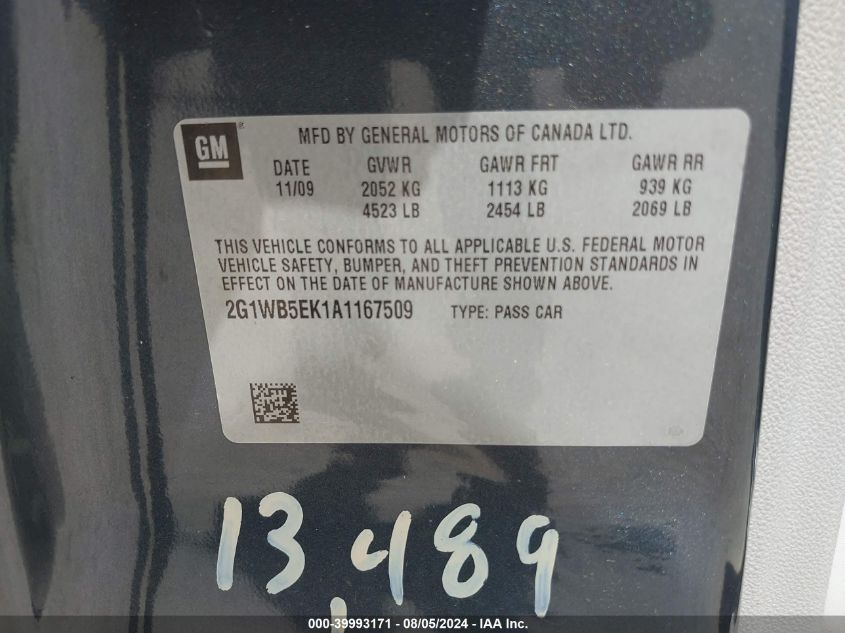 GM
MFD BY GENERAL MOTORS OF CANADA LTD.
DATE GVWR GAWR FRT GAWR RR
11/09 2052 KG 1113 KG 939 KG
4523 LB 2454 LB 2069 LB
THIS VEHICLE CONFORMS TO ALL APPLICABLE U.S. FEDERAL MOTOR
VEHICLE SAFETY, BUMPER, AND THEFT PREVENTION STANDARDS IN
EFFECT ON THE DATE OF MANUFACTURE SHOWN ABOVE.
2G1WB5EK1A1167509 TYPE: PASS CAR
13,489
000-39993171 - 08/05/2024 - IAA Inc.